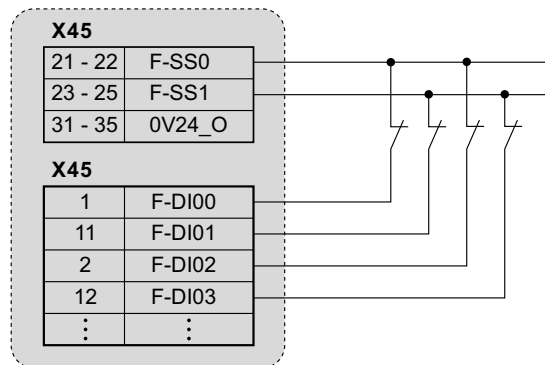 X45
21 - 22 F-SS0
23 - 25 F-SS1
31 - 35 0V24_O
X45
1 F-DI00
11 F-DI01
2 F-DI02
12 F-DI03
⋮ ⋮